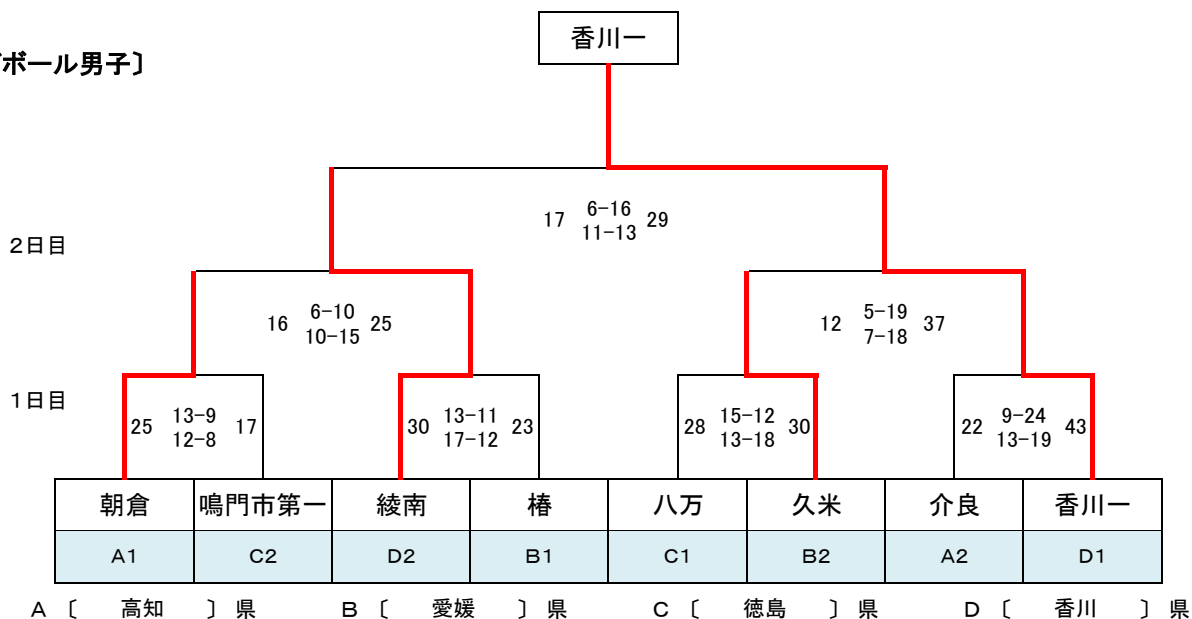 香川一
ボール男子〕
17 6-16 29
11-13
2日目
16 6-10 25
10-15
12 5-19 37
7-18
1日目
25 13-9 17
12-8
30 13-11 23
17-12
28 15-12 30
13-18
22 9-24 43
13-19
朝倉 鳴門市第一 綾南 椿 八万 久米 介良 香川一
A1 C2 D2 B1 C1 B2 A2 D1
A 〔 高知 〕 県 B 〔 愛媛 〕 県 C 〔 徳島 〕 県 D 〔 香川 〕 県